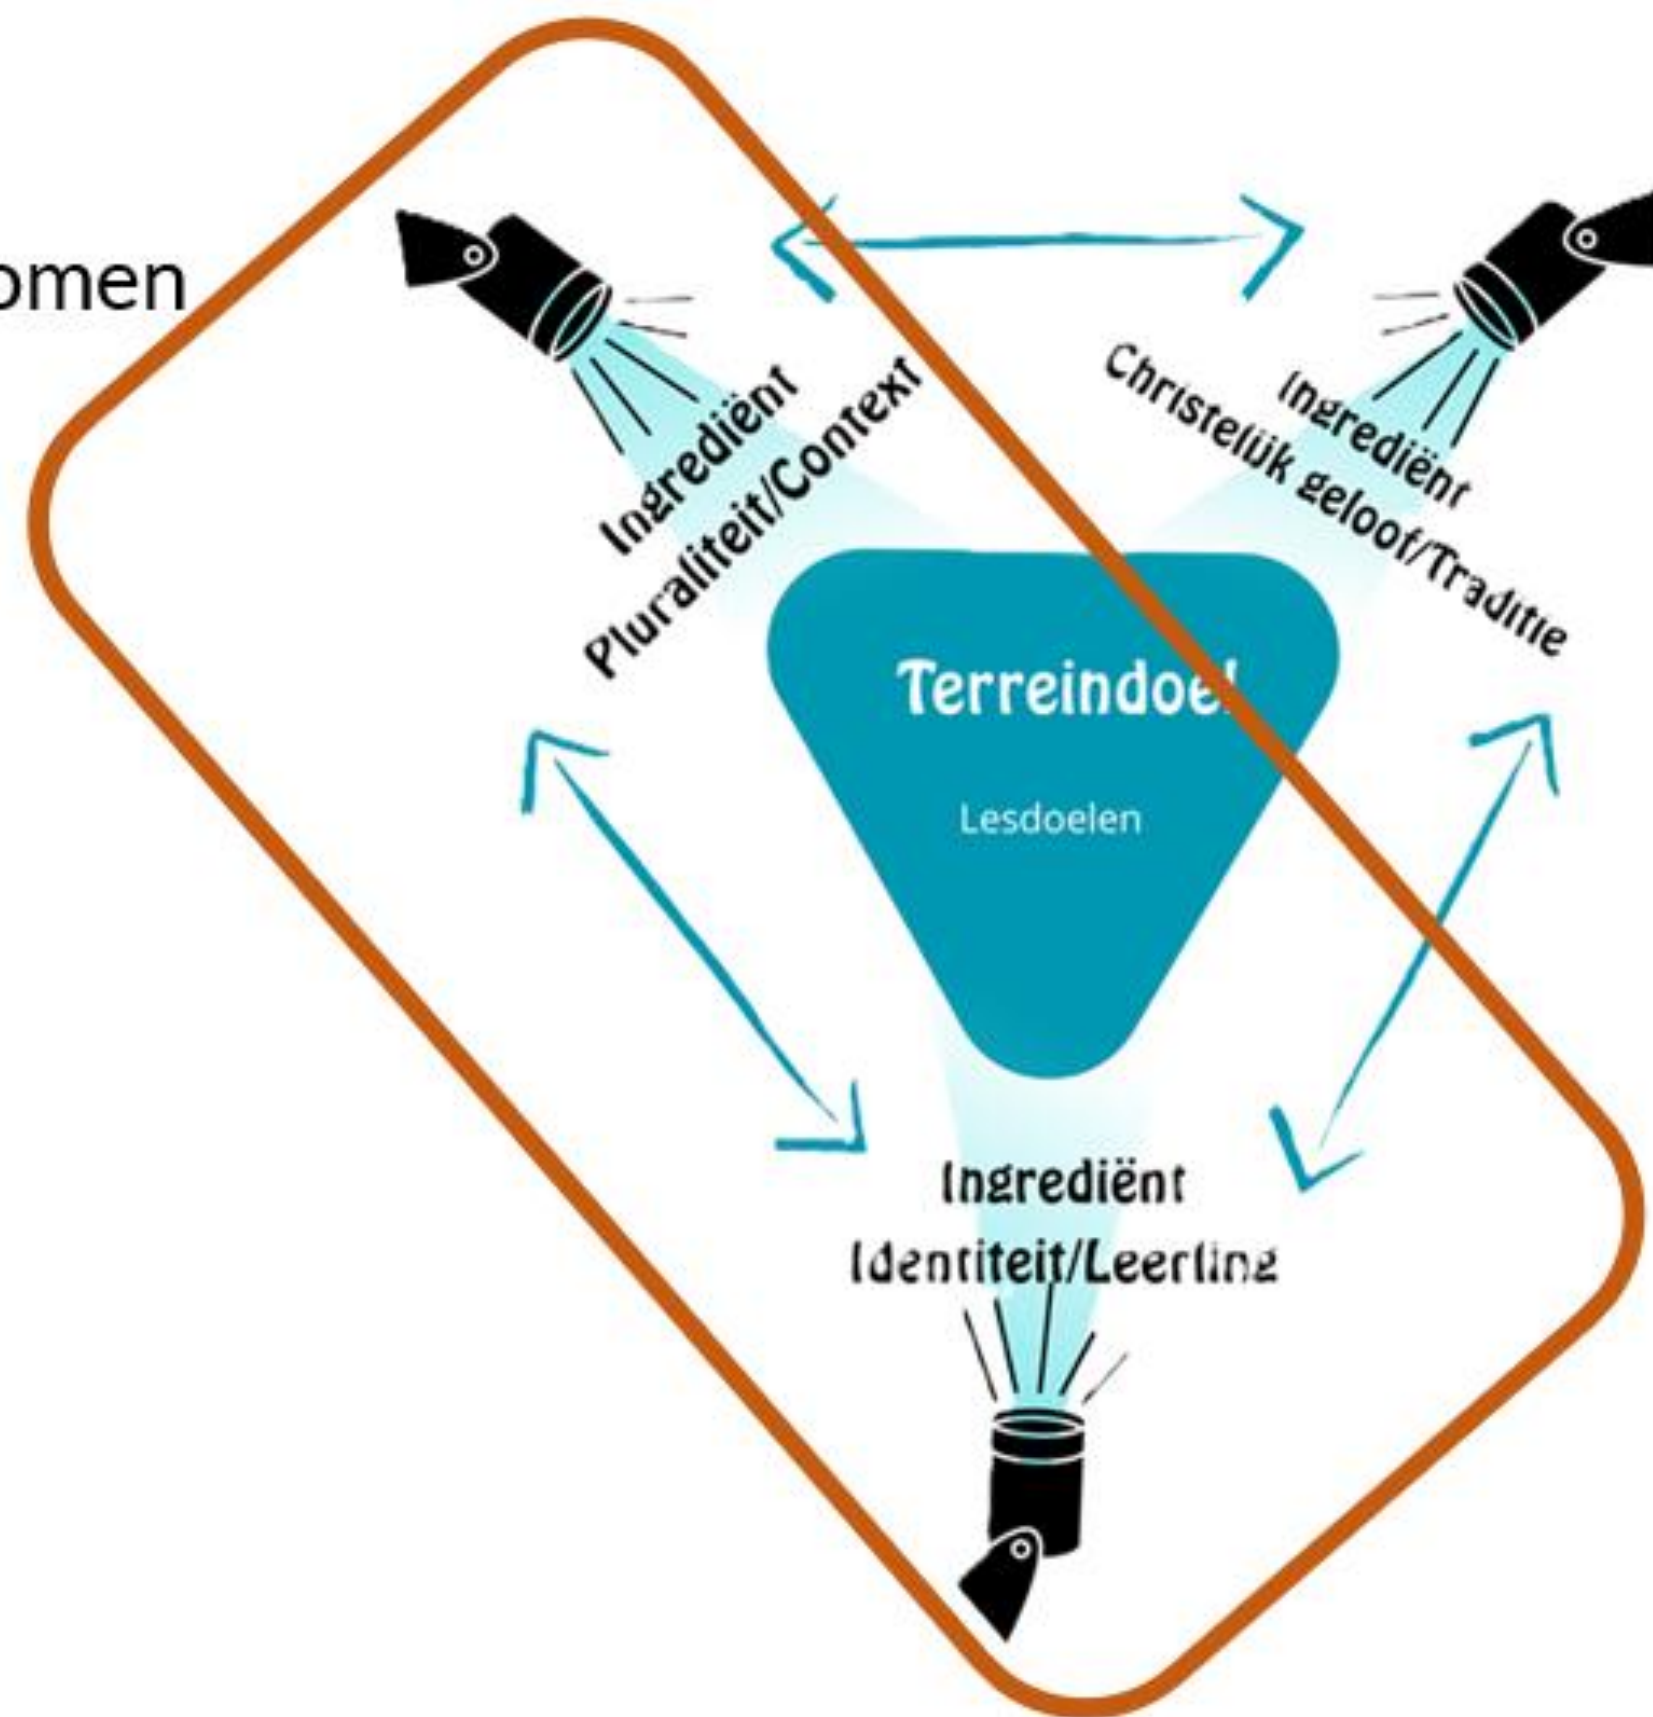 omen
Ingrediënt
Pluraliteit/Context
Ingrediënt
Christelijk geloof/Traditie
Terreindoel
Lesdoelen
Ingrediënt
Identiteit/Leerling